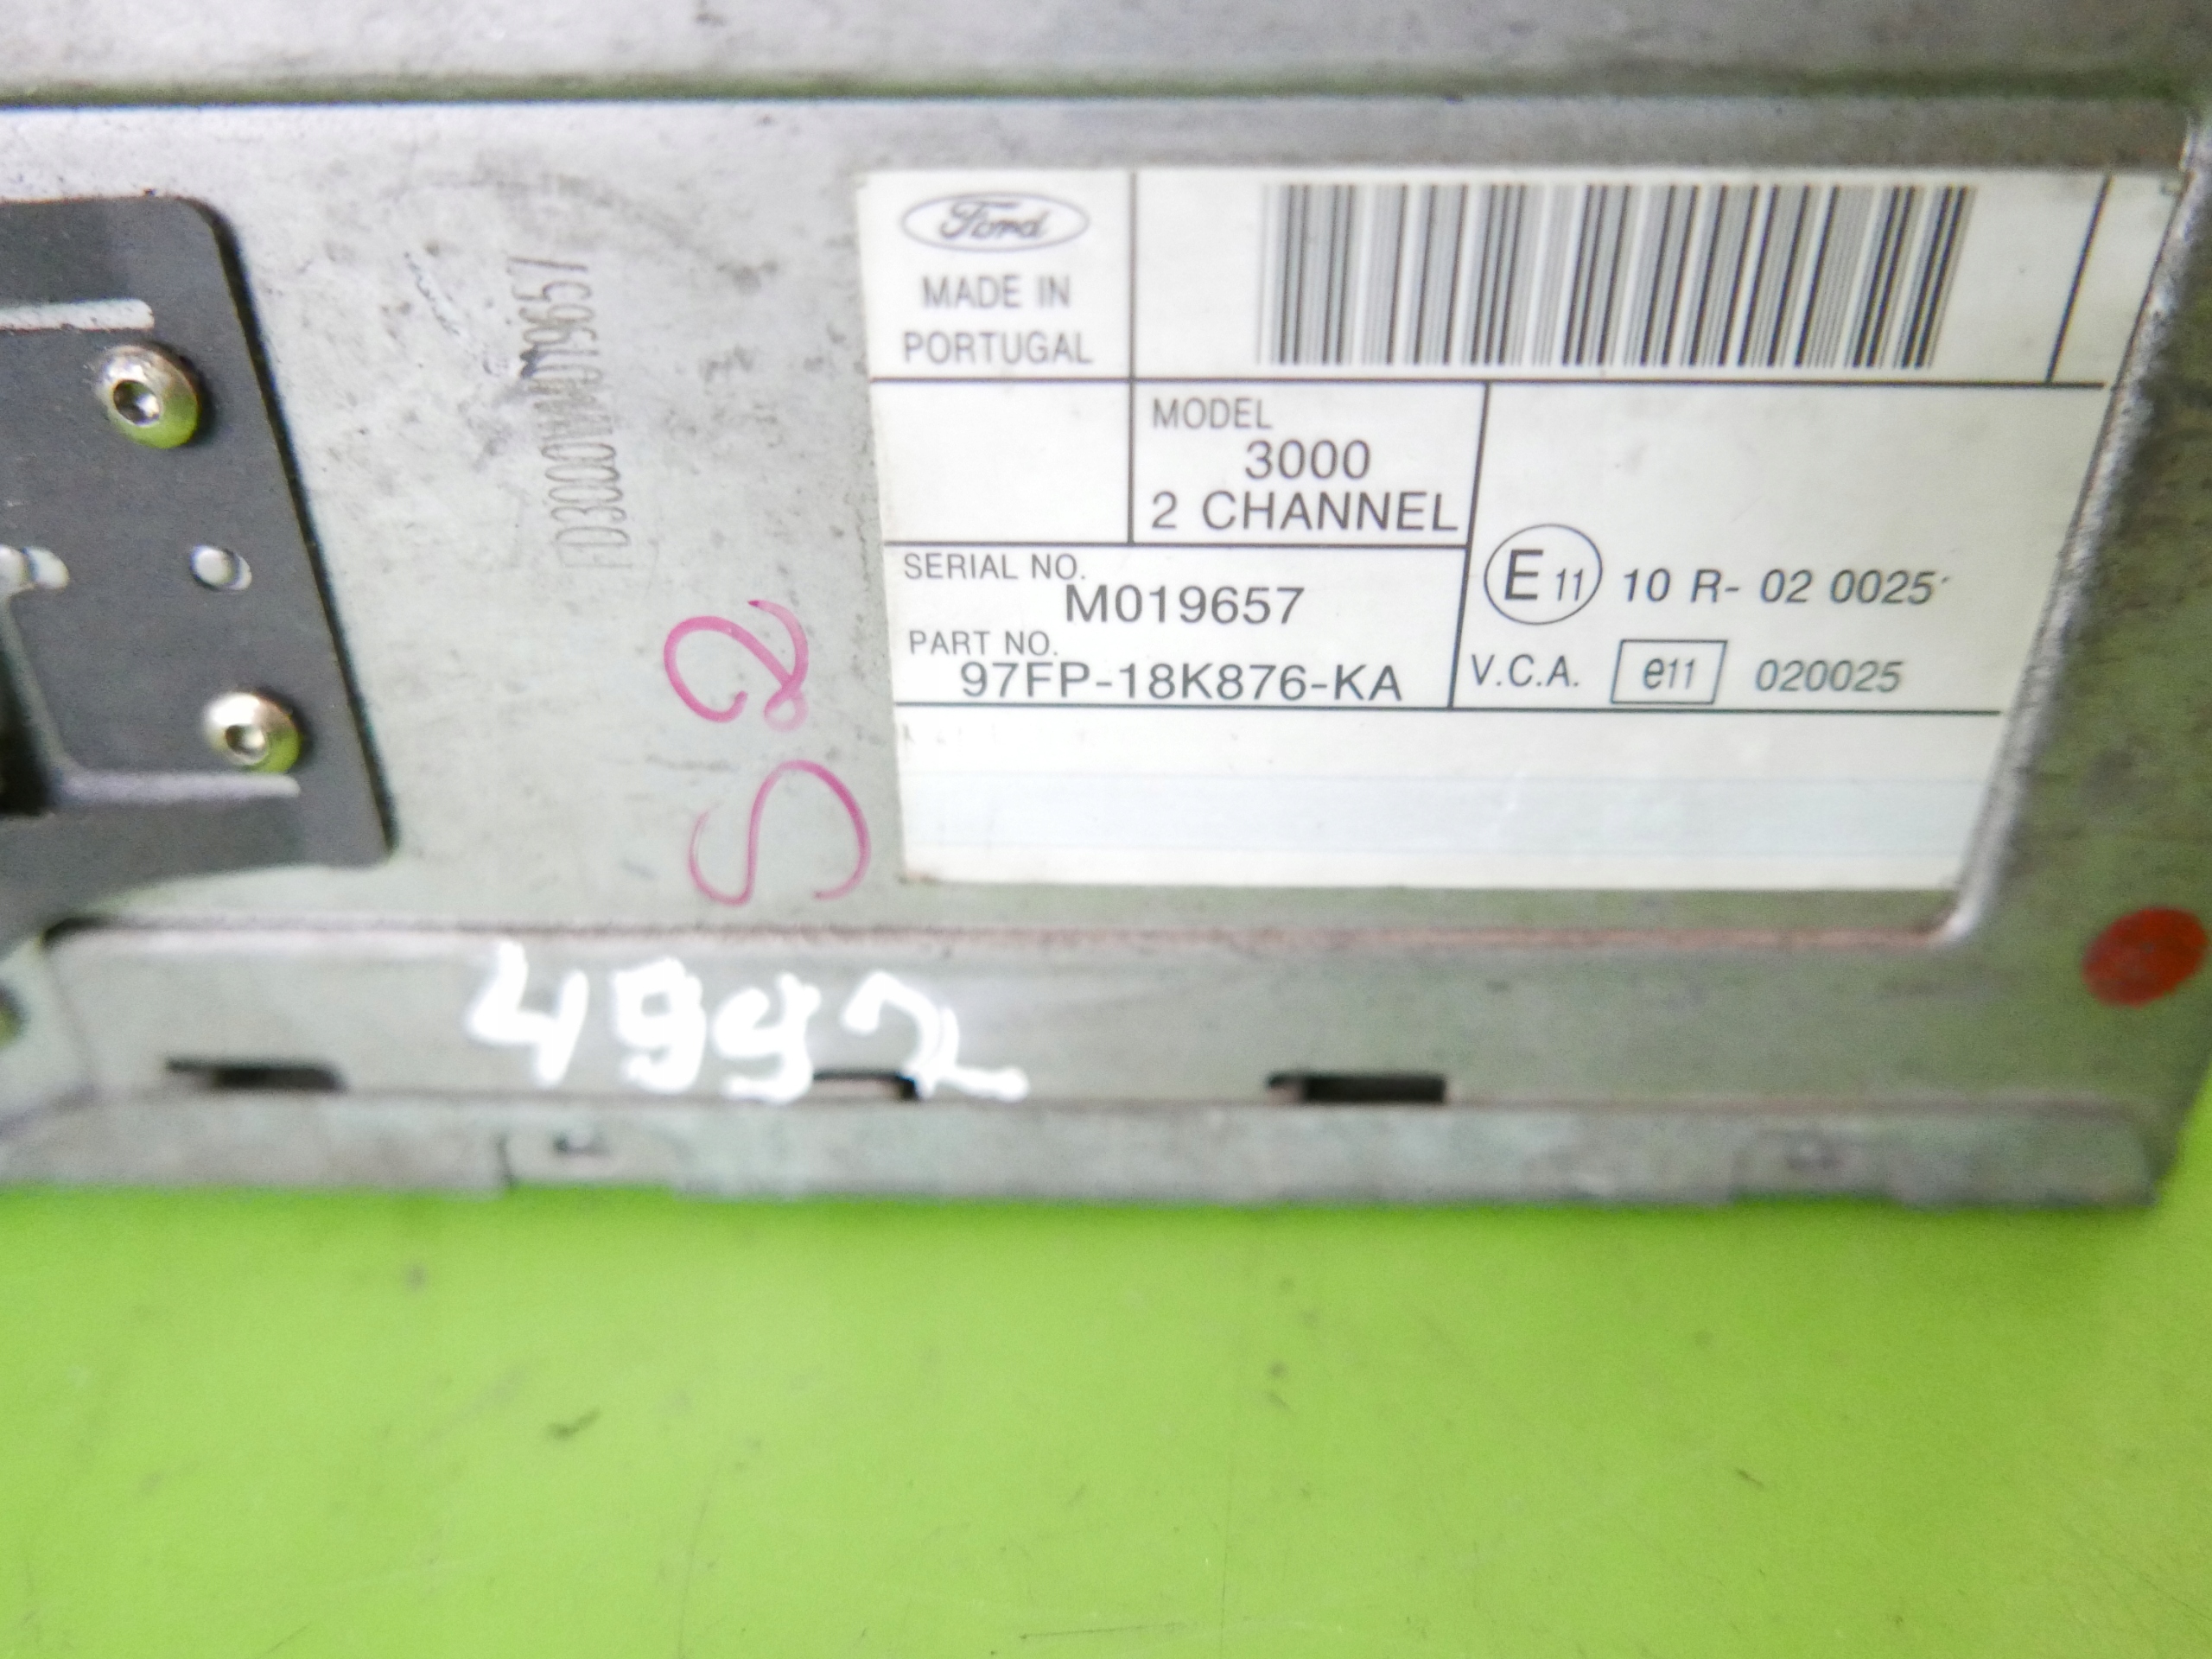 Ford
MADE IN
PORTUGAL
MODEL
3000
2 CHANNEL
SERIAL NO.
M019657
PART NO.
97FP-18K876-KA
E 11 10 R- 02 0025
V.C.A. e11 020025
S2
4992